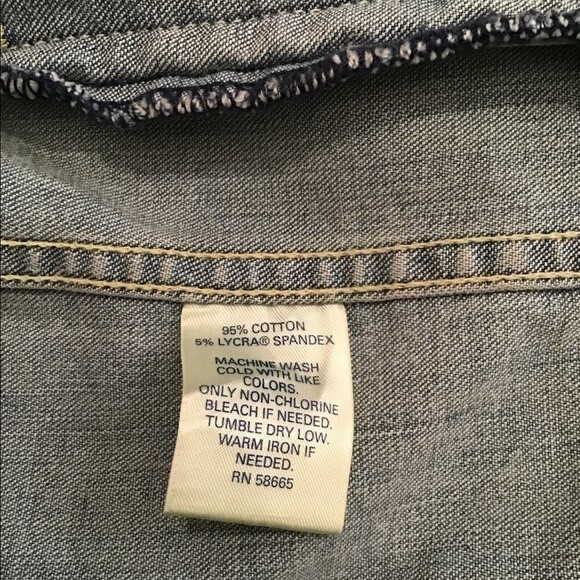 95% COTTON
5% LYCRA® SPANDEX
MACHINE WASH
COLD WITH LIKE
COLORS.
ONLY NON-CHLORINE
BLEACH IF NEEDED.
TUMBLE DRY LOW.
WARM IRON IF
NEEDED.
RN 58665